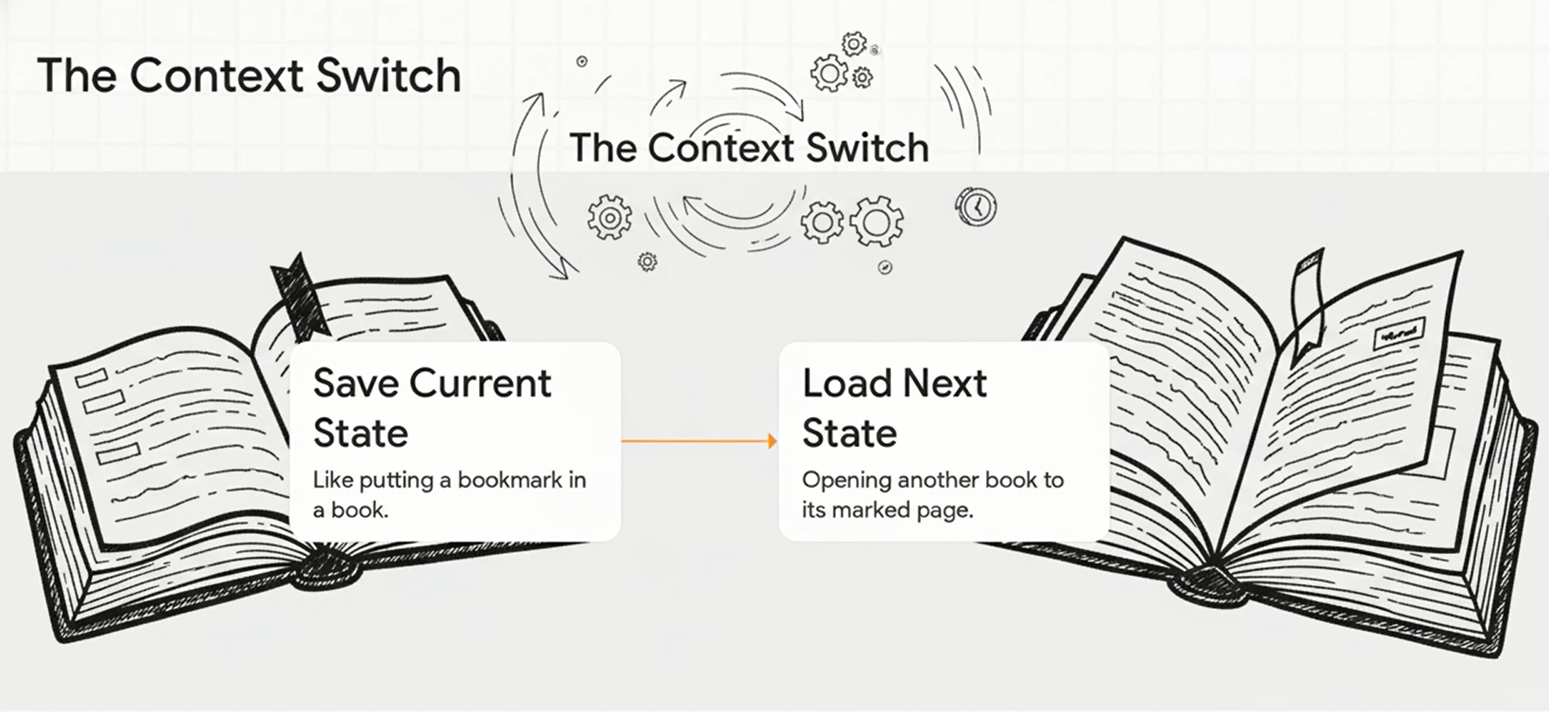 The Context Switch
The Context Switch
Save Current
State
Like putting a bookmark in
a book.
Load Next
State
Opening another book to
its marked page.